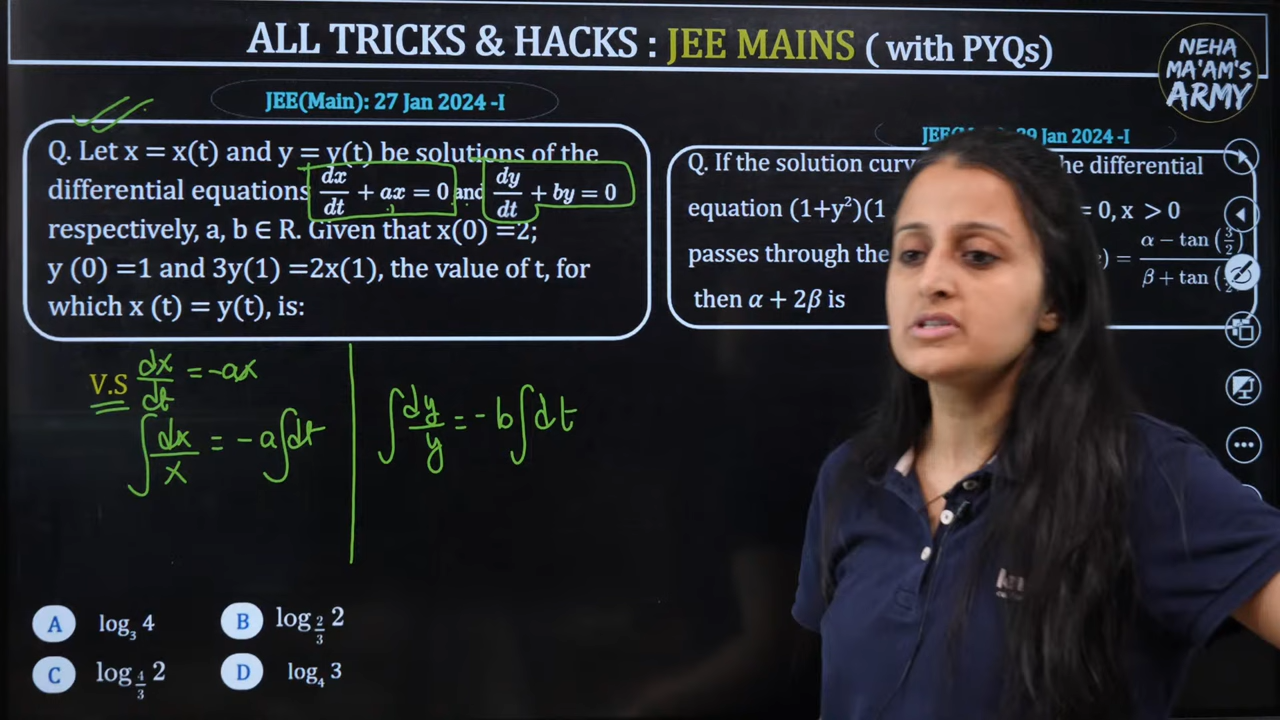 ALL TRICKS & HACKS : JEE MAINS ( with PYQs)
NEHA
MA'AM'S
ARMY
JEE(Main): 27 Jan 2024 -I
Q. Let x = x(t) and y = y(t) be solutions of the
differential equations dx/dt + ax = 0 and dy/dt + by = 0
respectively, a, b ∈ R. Given that x(0) =2;
y (0) =1 and 3y(1) =2x(1), the value of t, for
which x (t) = y(t), is:
V.S dx/dt = -ax
∫ dx/x = -a∫dt
∫ dy/y = -b∫dt
A log₃ 4
B log_{2/3} 2
C log_{4/3} 2
D log₄ 3
Jan 2024 -I
Q. If the solution differential
equation (1+y²)(1 = 0, x > 0
passes through the = α − tan (3/2)
β + tan
then α + 2β is